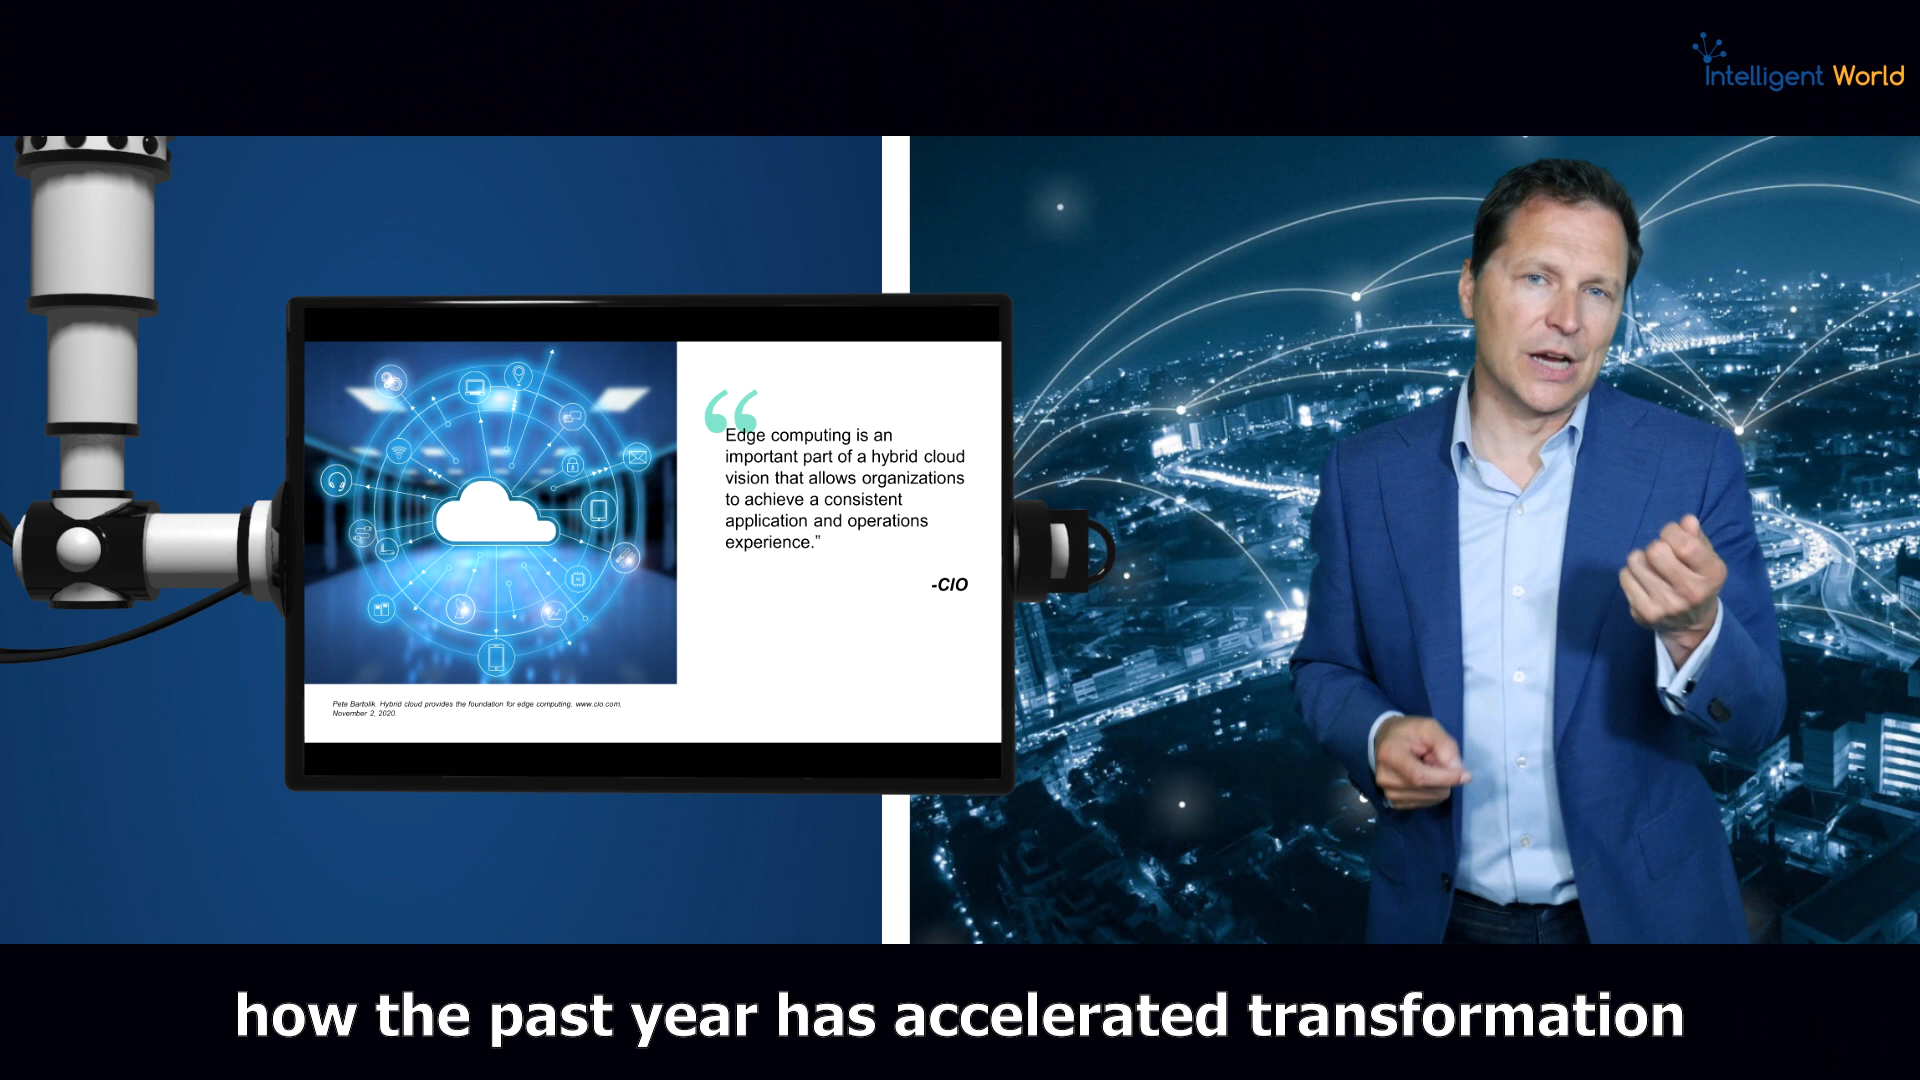 Intelligent World
“
Edge computing is an
important part of a hybrid cloud
vision that allows organizations
to achieve a consistent
application and operations
experience.”
-CIO
Pete Bartolik. Hybrid cloud provides the foundation for edge computing. www.cio.com.
November 2, 2020
how the past year has accelerated transformation